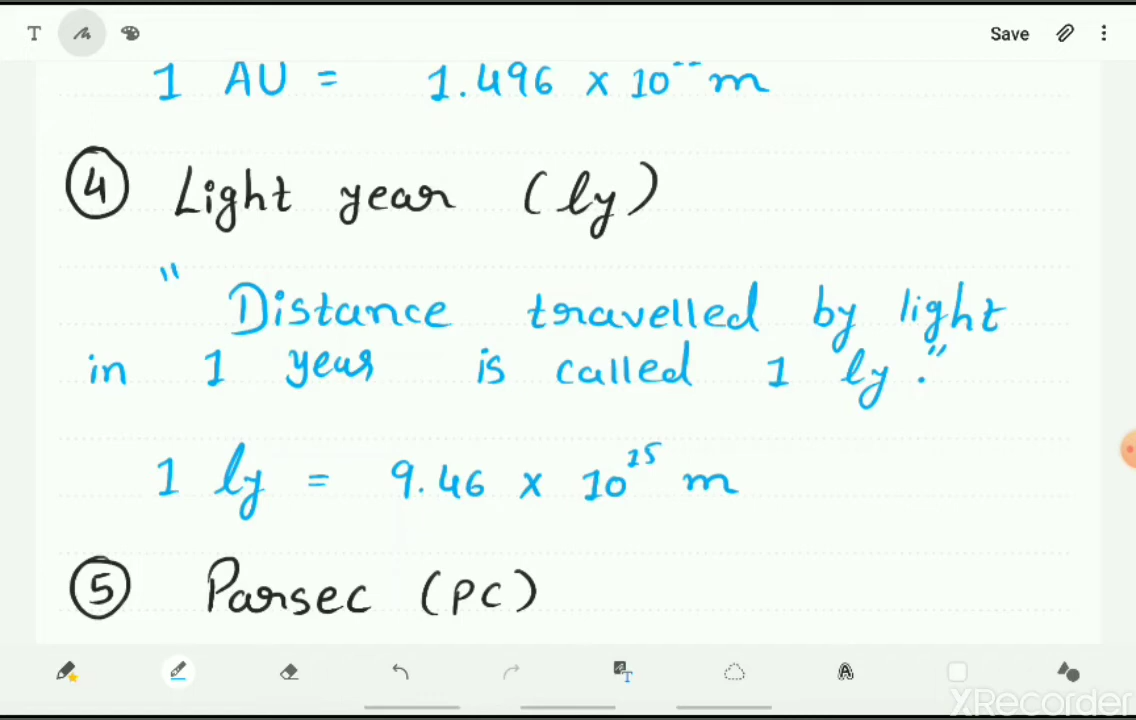 T Save
1 AU = 1.496 x 10 m
④ Light year (ly)
" Distance travelled by light
in 1 year is called 1 ly."
1 ly = 9.46 x 10¹⁵ m
⑤ Parsec (PC)
T A
XRecorder